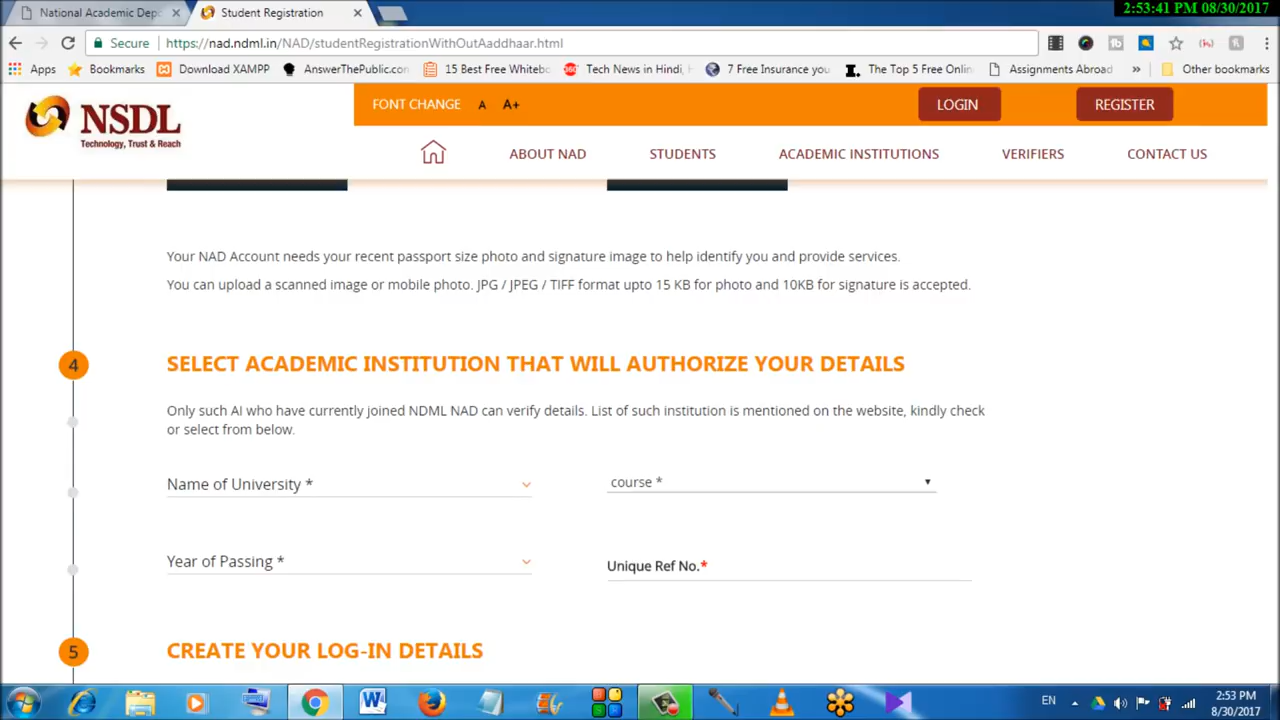 2:53:41 PM 08/30/2017
National Academic Dep
Student Registration
Secure
https://nad.ndml.in/NAD/studentRegistrationWithOutAaddhaar.html
Apps
Bookmarks
Download XAMPP
AnswerThePublic.co
15 Best Free Whitebo
Tech News in Hindi,
7 Free Insurance you
The Top 5 Free Onlin
Assignments Abroad
»
Other bookmarks
NSDL
Technology, Trust & Reach
FONT CHANGE A A+
LOGIN
REGISTER
ABOUT NAD
STUDENTS
ACADEMIC INSTITUTIONS
VERIFIERS
CONTACT US
Your NAD Account needs your recent passport size photo and signature image to help identify you and provide services.
You can upload a scanned image or mobile photo. JPG / JPEG / TIFF format upto 15 KB for photo and 10KB for signature is accepted.
4
SELECT ACADEMIC INSTITUTION THAT WILL AUTHORIZE YOUR DETAILS
Only such AI who have currently joined NDML NAD can verify details. List of such institution is mentioned on the website, kindly check
or select from below.
Name of University *
course *
Year of Passing *
Unique Ref No.*
5
CREATE YOUR LOG-IN DETAILS
EN
2:53 PM
8/30/2017